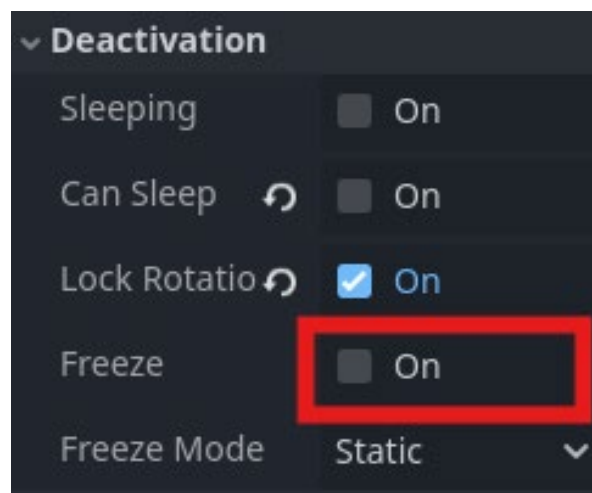 Deactivation
Sleeping On
Can Sleep On
Lock Rotatio On
Freeze On
Freeze Mode Static